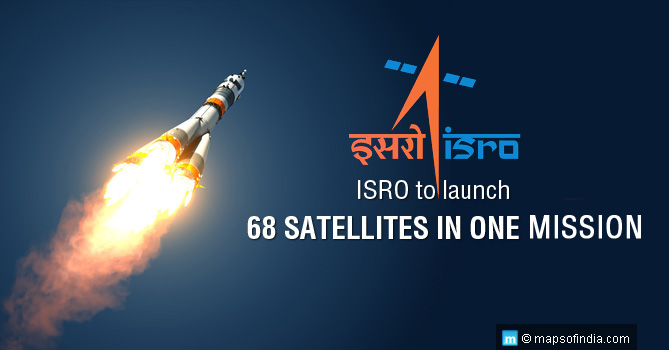 इसरो isro
ISRO to launch
68 SATELLITES IN ONE MISSION
m © mapsofindia.com